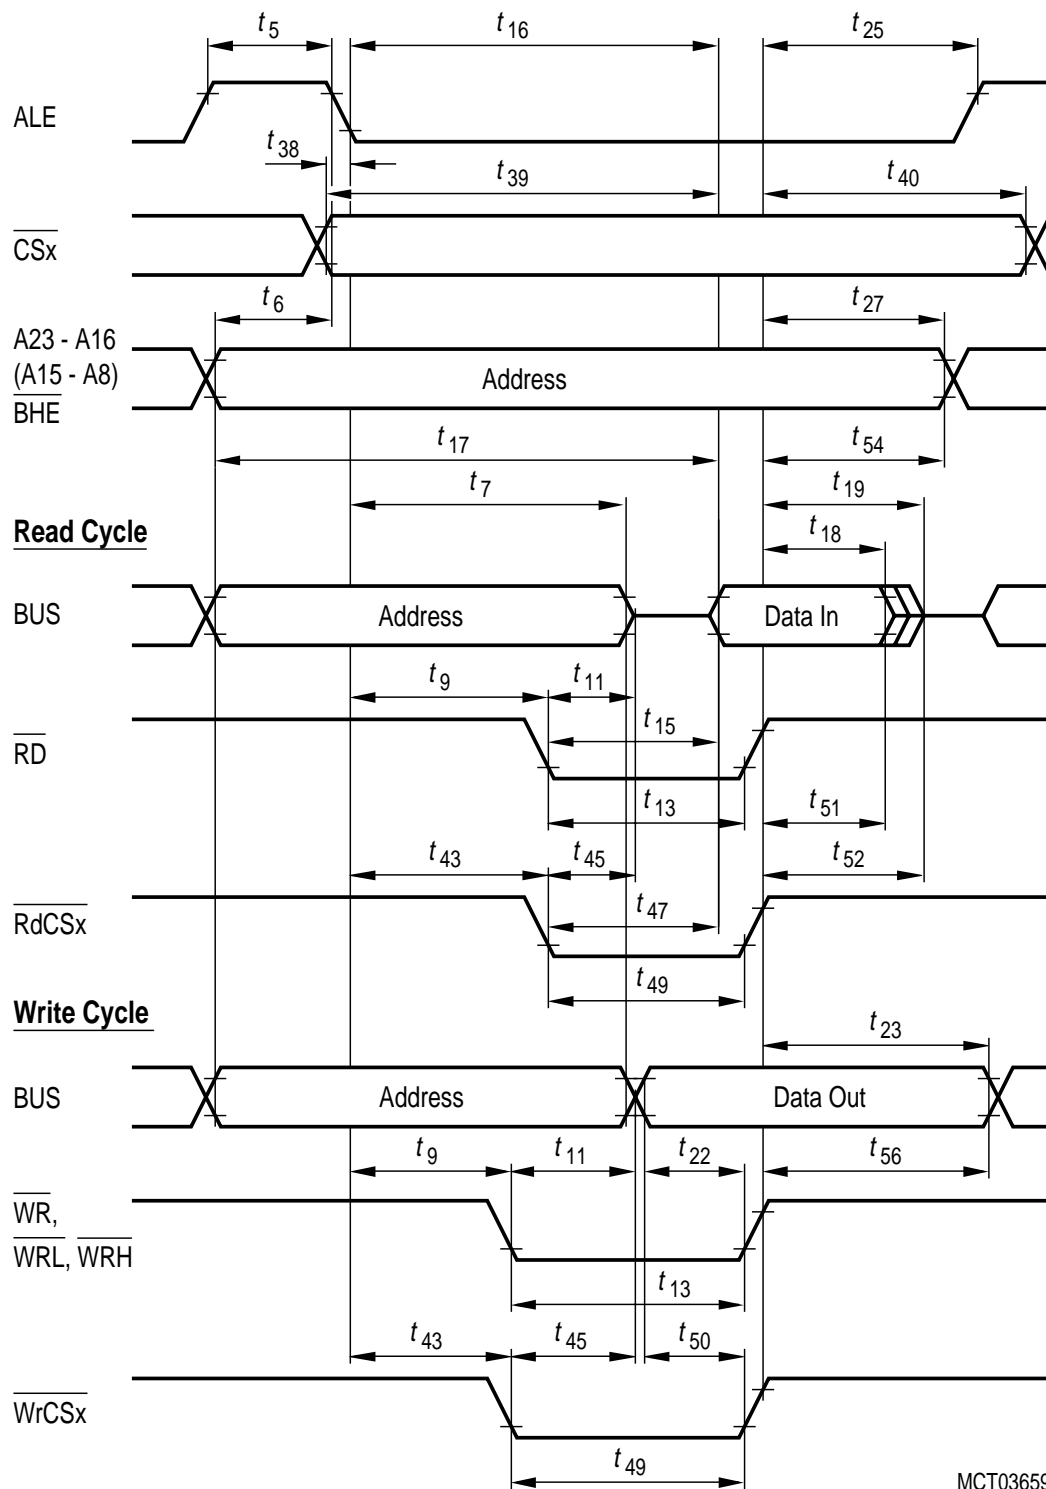 t5 t16 t25
ALE
t38
t39 t40
CSx
t6 t27
A23 - A16
(A15 - A8)
BHE
Address
t17 t54
t7 t19
Read Cycle
t18
BUS Address Data In
t9 t11
t15
RD
t13 t51
t43 t45 t52
RdCSx
t47
t49
Write Cycle
t23
BUS Address Data Out
t9 t11 t22 t56
WR,
WRL, WRH
t13
t43 t45 t50
WrCSx
t49
MCT03659